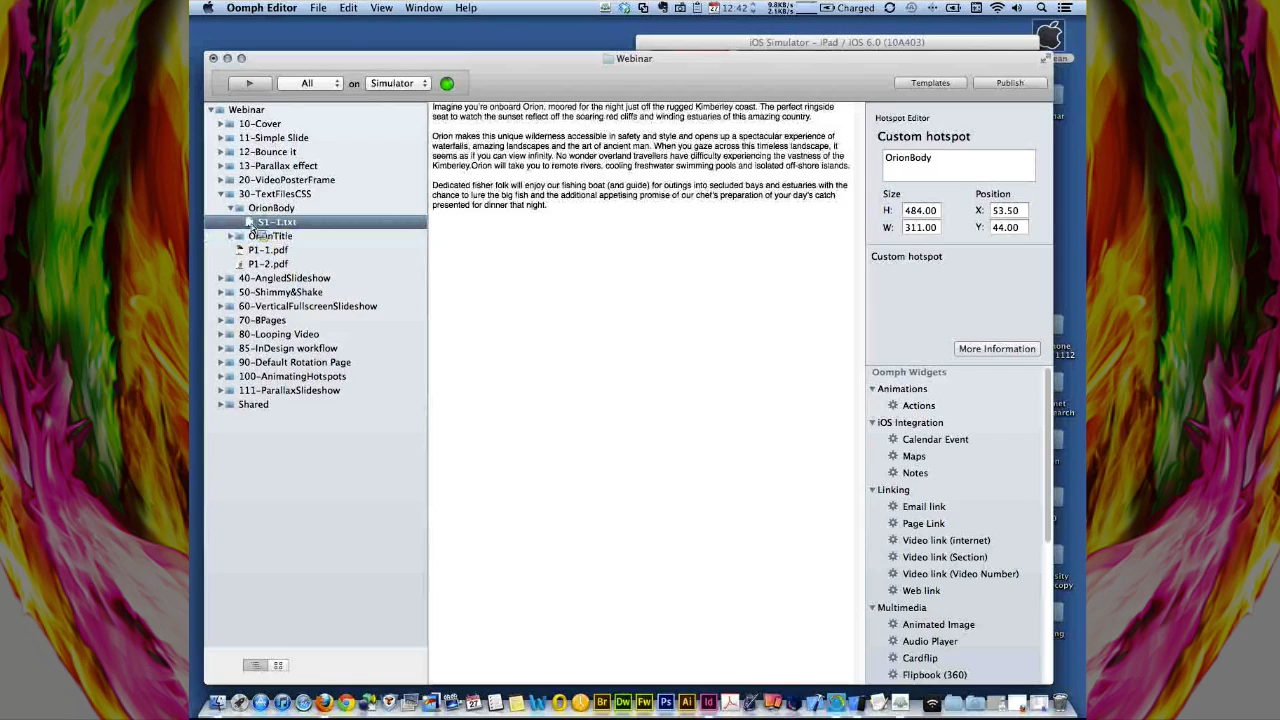 Oomph Editor File Edit View Window Help
9.8KB/s
2.1KB/s
27 12:42
Charged
iOS Simulator - iPad / iOS 6.0 (10A403)
Webinar
All on Simulator
Templates Publish
Webinar
10-Cover
11-Simple Slide
12-Bounce it
13-Parallax effect
20-VideoPosterFrame
30-TextFilesCSS
OrionBody
S1-1.txt
OrionTitle
P1-1.pdf
P1-2.pdf
40-AngledSlideshow
50-Shimmy&Shake
60-VerticalFullscreenSlideshow
70-BPages
80-Looping Video
85-InDesign workflow
90-Default Rotation Page
100-AnimatingHotspots
111-ParallaxSlideshow
Shared
Imagine you're onboard Orion, moored for the night just off the rugged Kimberley coast. The perfect ringside
seat to watch the sunset reflect off the soaring red cliffs and winding estuaries of this amazing country.
Orion makes this unique wilderness accessible in safety and style and opens up a spectacular experience of
waterfalls, amazing landscapes and the art of ancient man. When you gaze across this timeless landscape, it
seems as if you can view infinity. No wonder overland travellers have difficulty experiencing the vastness of the
Kimberley.Orion will take you to remote rivers, cooling freshwater swimming pools and isolated off-shore islands.
Dedicated fisher folk will enjoy our fishing boat (and guide) for outings into secluded bays and estuaries with the
chance to lure the big fish and the additional appetising promise of our chef's preparation of your day's catch
presented for dinner that night.
Hotspot Editor
Custom hotspot
OrionBody
Size Position
H: 484.00 X: 53.50
W: 311.00 Y: 44.00
Custom hotspot
More Information
Oomph Widgets
Animations
Actions
iOS Integration
Calendar Event
Maps
Notes
Linking
Email link
Page Link
Video link (internet)
Video link (Section)
Video link (Video Number)
Web link
Multimedia
Animated Image
Audio Player
Cardflip
Flipbook (360)
Br Dw Fw Ps Ai Id